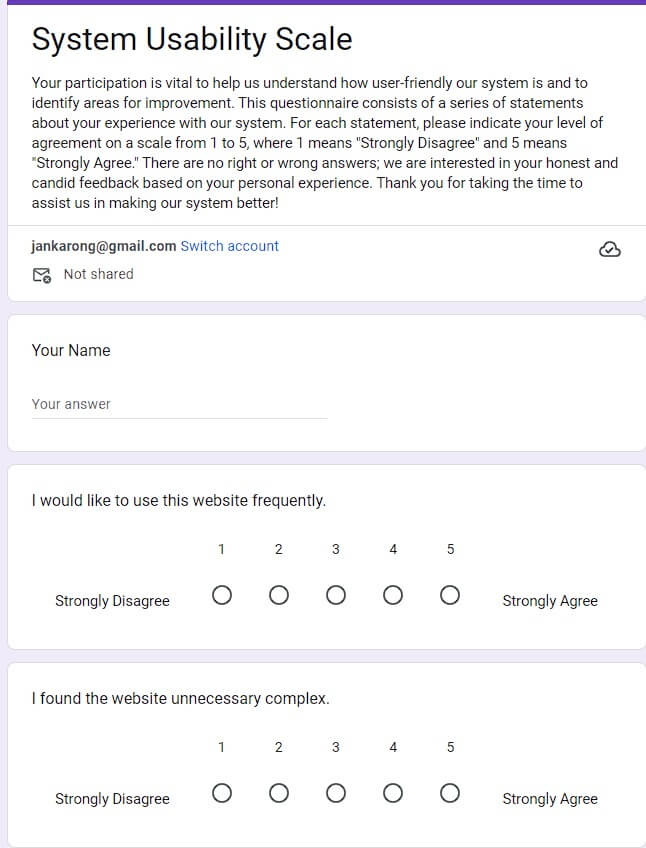 System Usability Scale
Your participation is vital to help us understand how user-friendly our system is and to
identify areas for improvement. This questionnaire consists of a series of statements
about your experience with our system. For each statement, please indicate your level of
agreement on a scale from 1 to 5, where 1 means "Strongly Disagree" and 5 means
"Strongly Agree." There are no right or wrong answers; we are interested in your honest and
candid feedback based on your personal experience. Thank you for taking the time to
assist us in making our system better!
jankarong@gmail.com Switch account
Not shared
Your Name
Your answer
I would like to use this website frequently.
1 2 3 4 5
Strongly Disagree Strongly Agree
I found the website unnecessary complex.
1 2 3 4 5
Strongly Disagree Strongly Agree